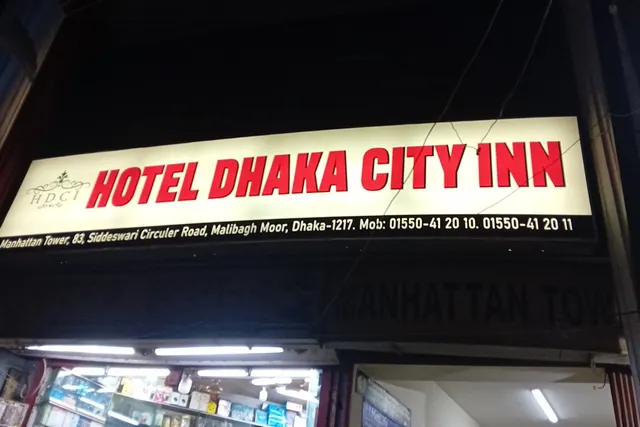 HDCI
HOTEL DHAKA CITY INN
Manhattan Tower, 83, Siddeswari Circuler Road, Malibagh Moor, Dhaka-1217. Mob: 01550-41 20 10. 01550-41 20 11
MANHATTAN TOW